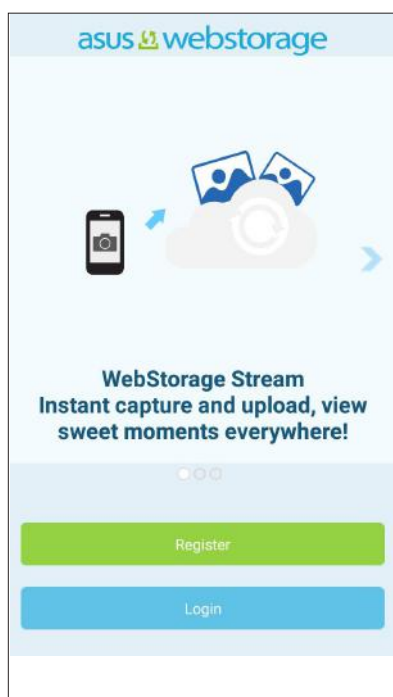 asus webstorage
WebStorage Stream
Instant capture and upload, view
sweet moments everywhere!
Register
Login